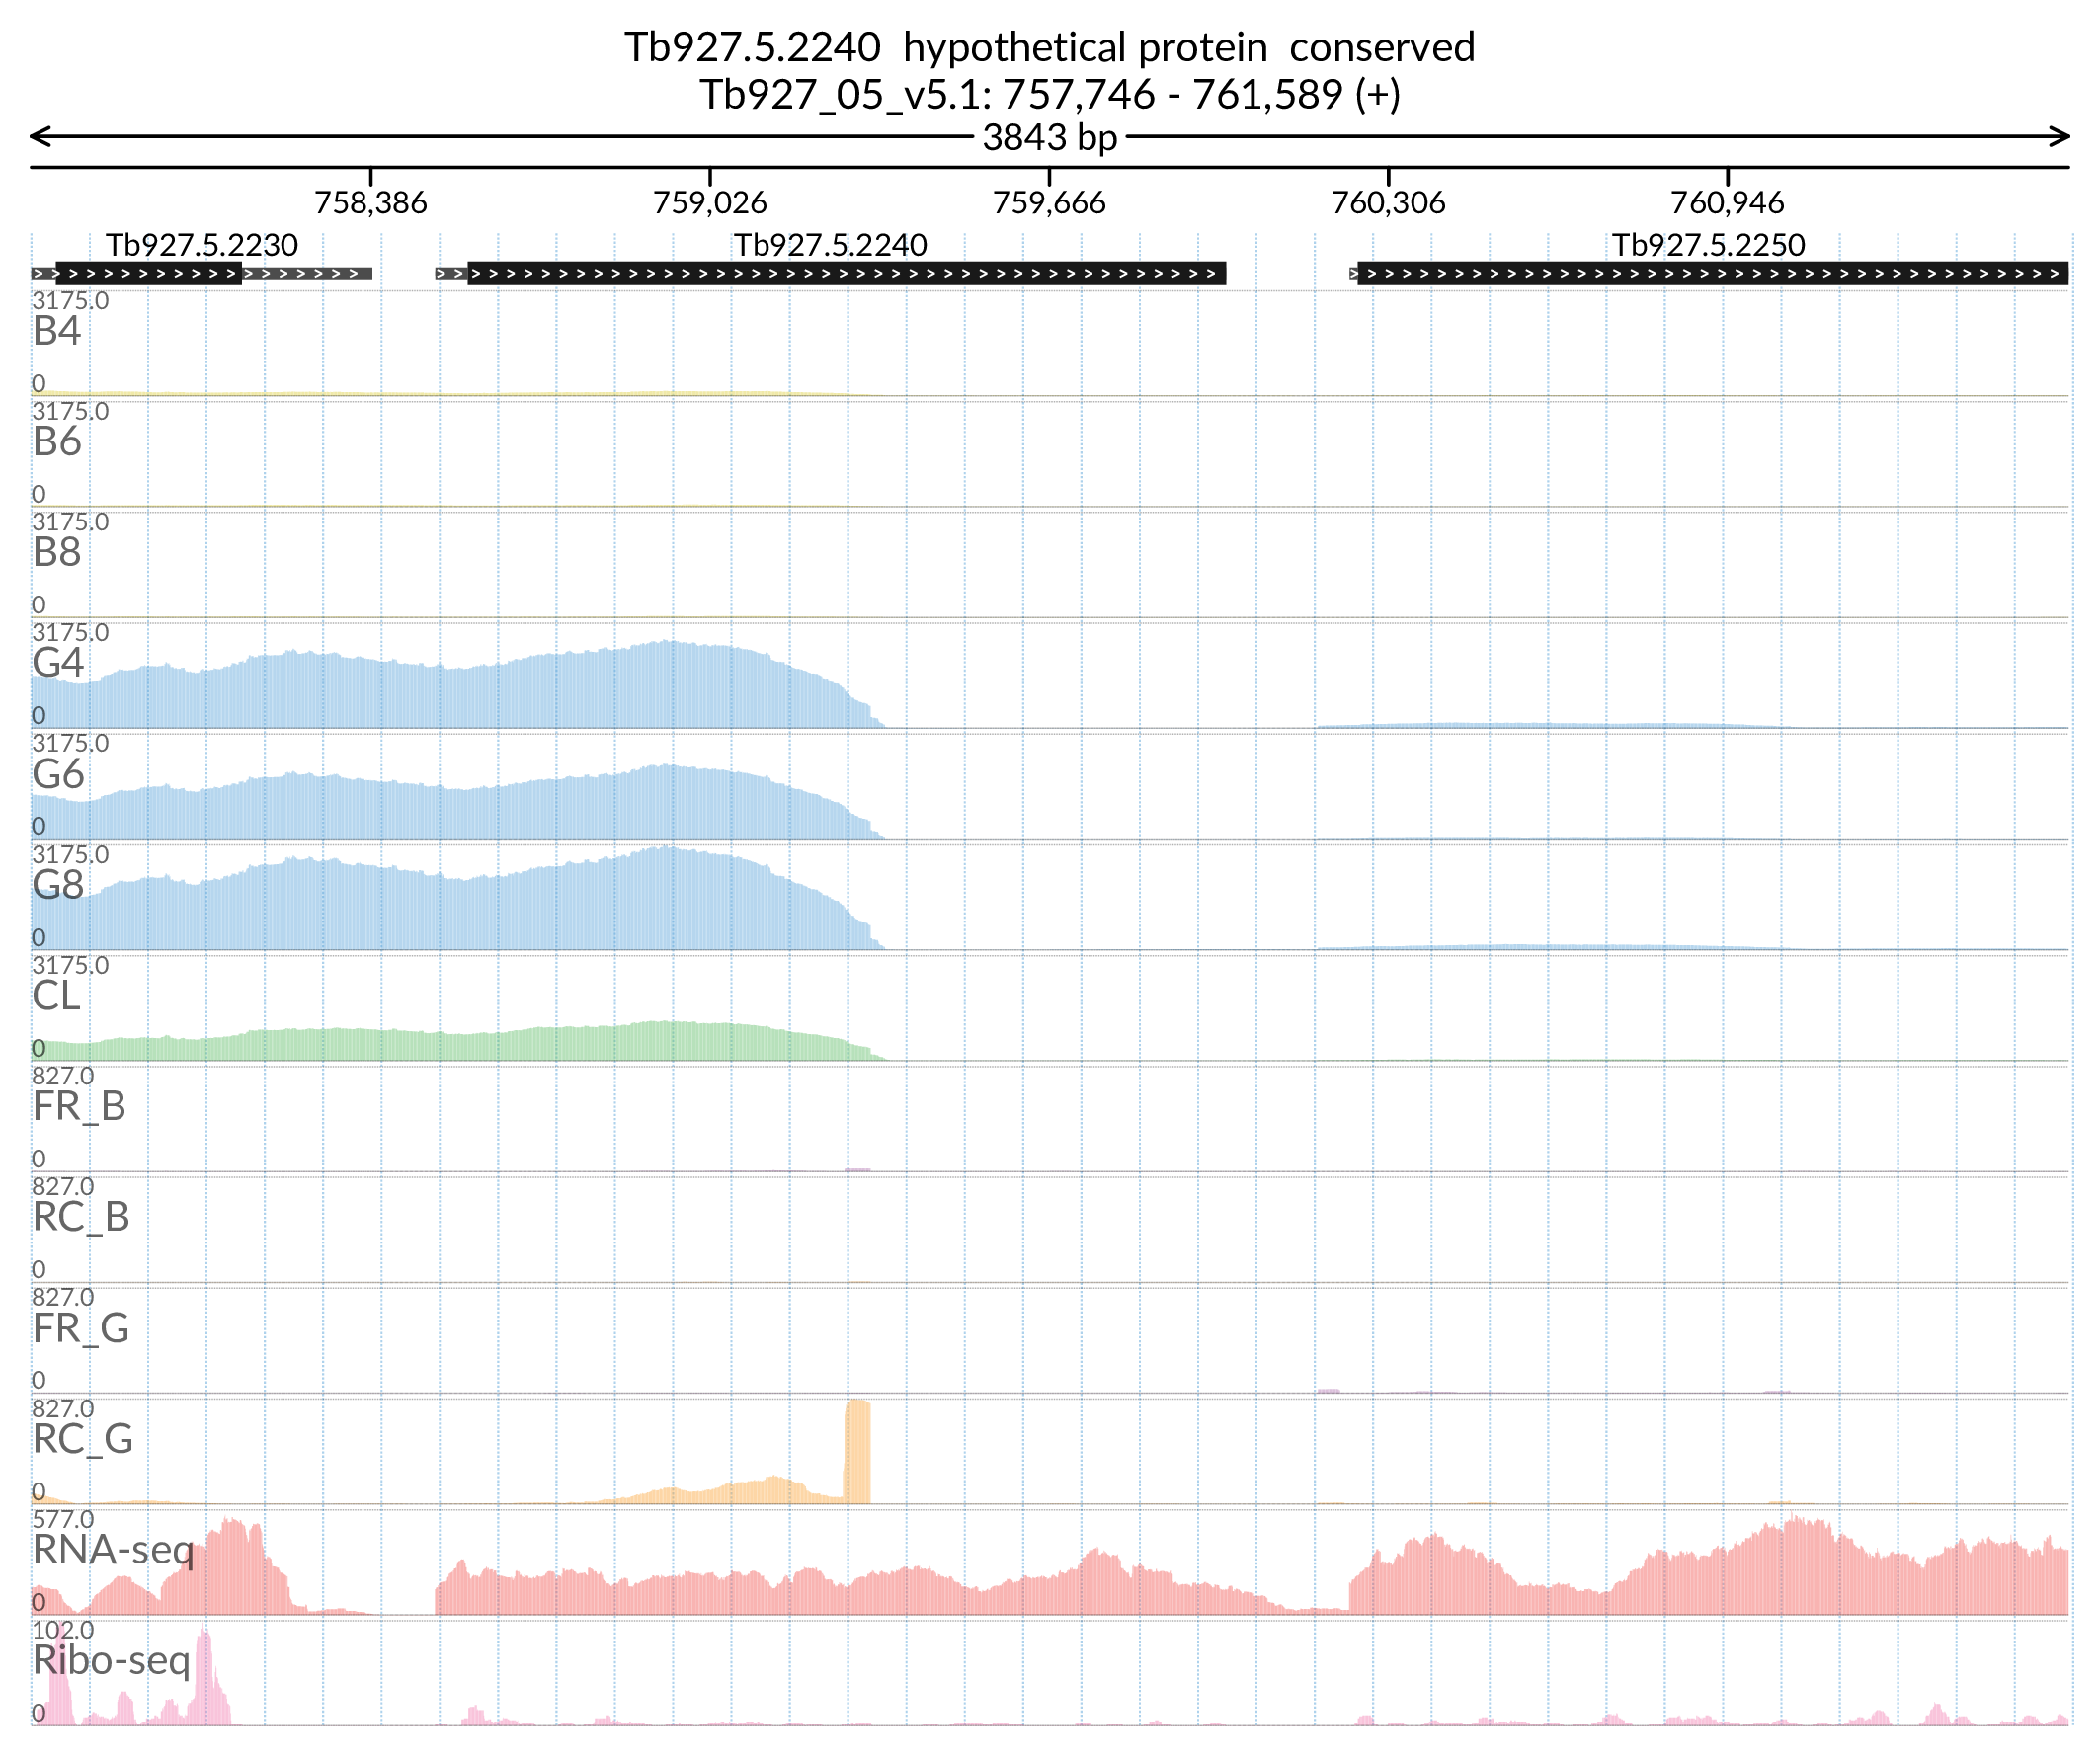 Tb927.5.2240 hypothetical protein conserved
Tb927_05_v5.1: 757,746 - 761,589 (+)
3843 bp
758,386 759,026 759,666 760,306 760,946
Tb927.5.2230 Tb927.5.2240 Tb927.5.2250
3175.0
B4
0
3175.0
B6
0
3175.0
B8
0
3175.0
G4
0
3175.0
G6
0
3175.0
G8
0
3175.0
CL
0
827.0
FR_B
0
827.0
RC_B
0
827.0
FR_G
0
827.0
RC_G
0
577.0
RNA-seq
0
102.0
Ribo-seq
0